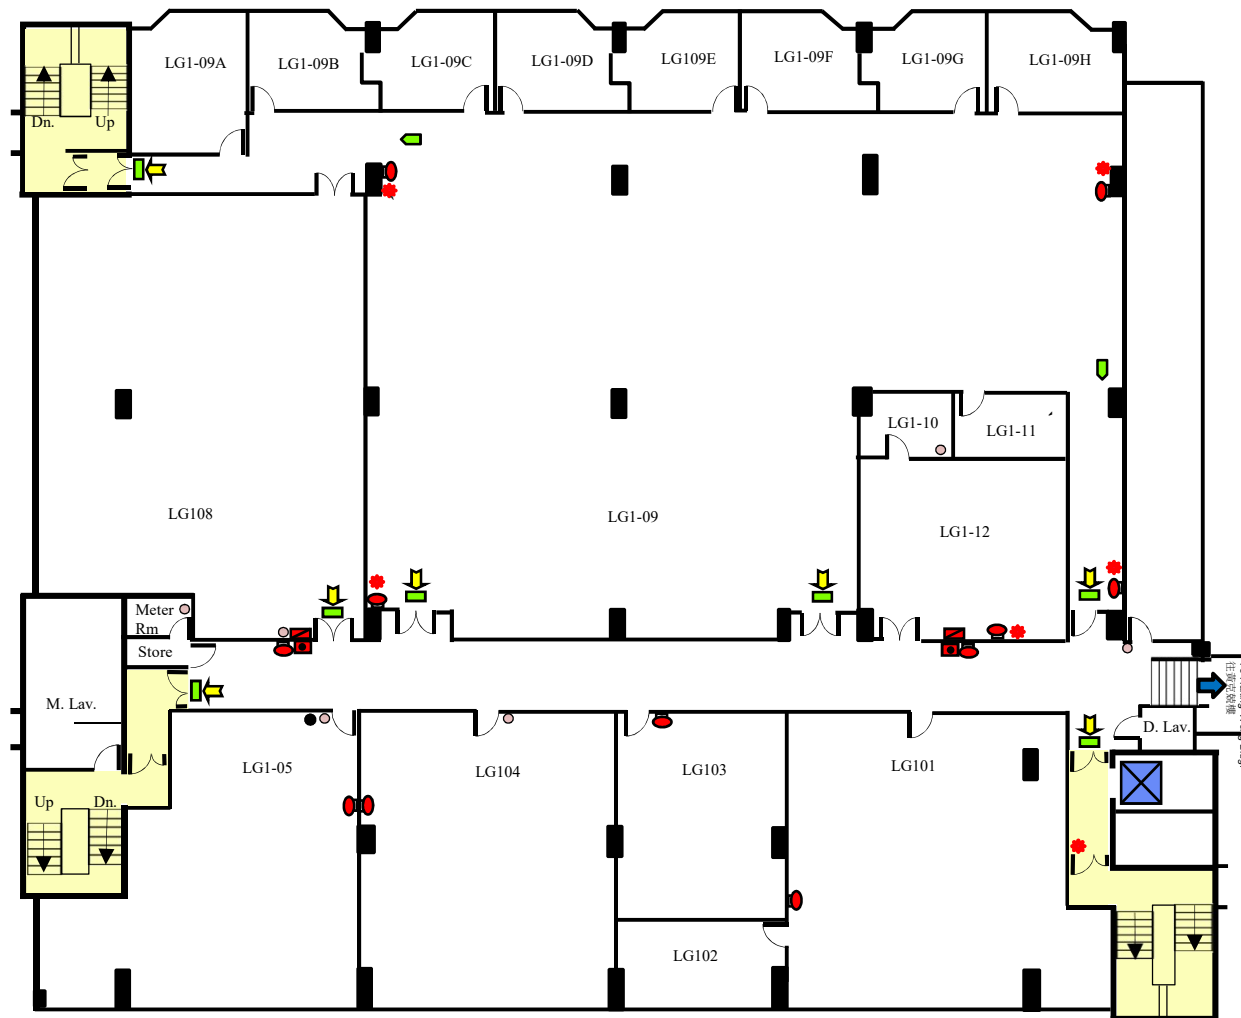 LG1-09A
LG1-09B
LG1-09C
LG1-09D
LG109E
LG1-09F
LG1-09G
LG1-09H
Dn.
Up
LG1-10
LG1-11
LG108
LG1-09
LG1-12
Meter
Rm
Store
M. Lav.
D. Lav.
LG1-05
LG104
LG103
LG101
Up
Dn.
LG102